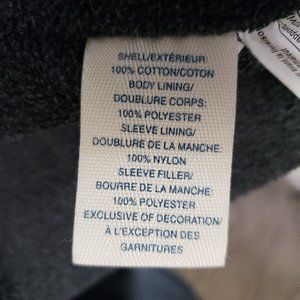 SHELL/EXTÉRIEUR:
100% COTTON/COTON
BODY LINING/
DOUBLURE CORPS:
100% POLYESTER
SLEEVE LINING/
DOUBLURE DE LA MANCHE:
100% NYLON
SLEEVE FILLER/
BOURRE DE LA MANCHE:
100% POLYESTER
EXCLUSIVE OF DECORATION/
À L'EXCEPTION DES
GARNITURES